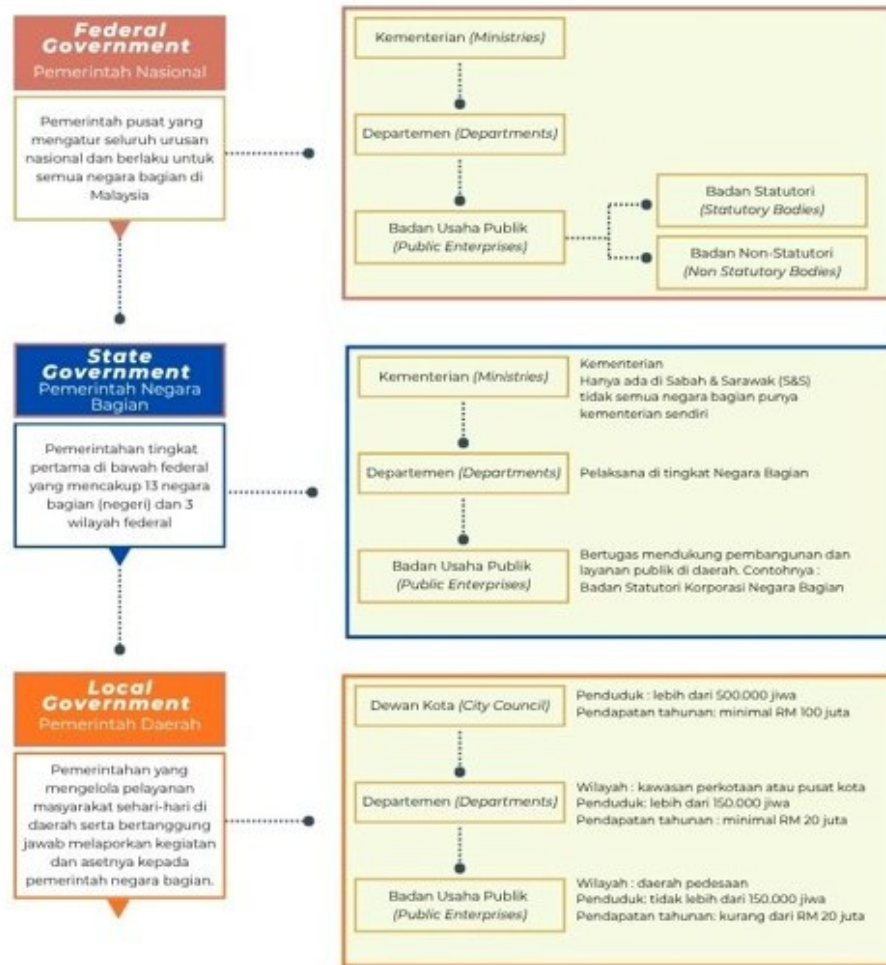 Federal
Government
Pemerintah Nasional
Pemerintah pusat yang
mengatur seluruh urusan
nasional dan berlaku untuk
semua negara bagian di
Malaysia
Kementerian (Ministries)
Departemen (Departments)
Badan Usaha Publik
(Public Enterprises)
Badan Statutori
(Statutory Bodies)
Badan Non-Statutori
(Non Statutory Bodies)
State
Government
Pemerintah Negara
Bagian
Pemerintahan tingkat
pertama di bawah federal
yang mencakup 13 negara
bagian (negeri) dan 3
wilayah federal
Kementerian (Ministries)
Kementerian
Hanya ada di Sabah & Sarawak (S&S)
tidak semua negara bagian punya
kementerian sendiri
Departemen (Departments)
Pelaksana di tingkat Negara Bagian
Badan Usaha Publik
(Public Enterprises)
Bertugas mendukung pembangunan dan
layanan publik di daerah. Contohnya :
Badan Statutori Korporasi Negara Bagian
Local
Government
Pemerintah Daerah
Pemerintahan yang
mengelola pelayanan
masyarakat sehari-hari di
daerah serta bertanggung
jawab melaporkan kegiatan
dan asetnya kepada
pemerintah negara bagian.
Dewan Kota (City Council)
Penduduk : lebih dari 500.000 jiwa
Pendapatan tahunan: minimal RM 100 juta
Departemen (Departments)
Wilayah : kawasan perkotaan atau pusat kota
Penduduk: lebih dari 150.000 jiwa
Pendapatan tahunan : minimal RM 20 juta
Badan Usaha Publik
(Public Enterprises)
Wilayah : daerah pedesaan
Penduduk: tidak lebih dari 150.000 jiwa
Pendapatan tahunan: kurang dari RM 20 juta